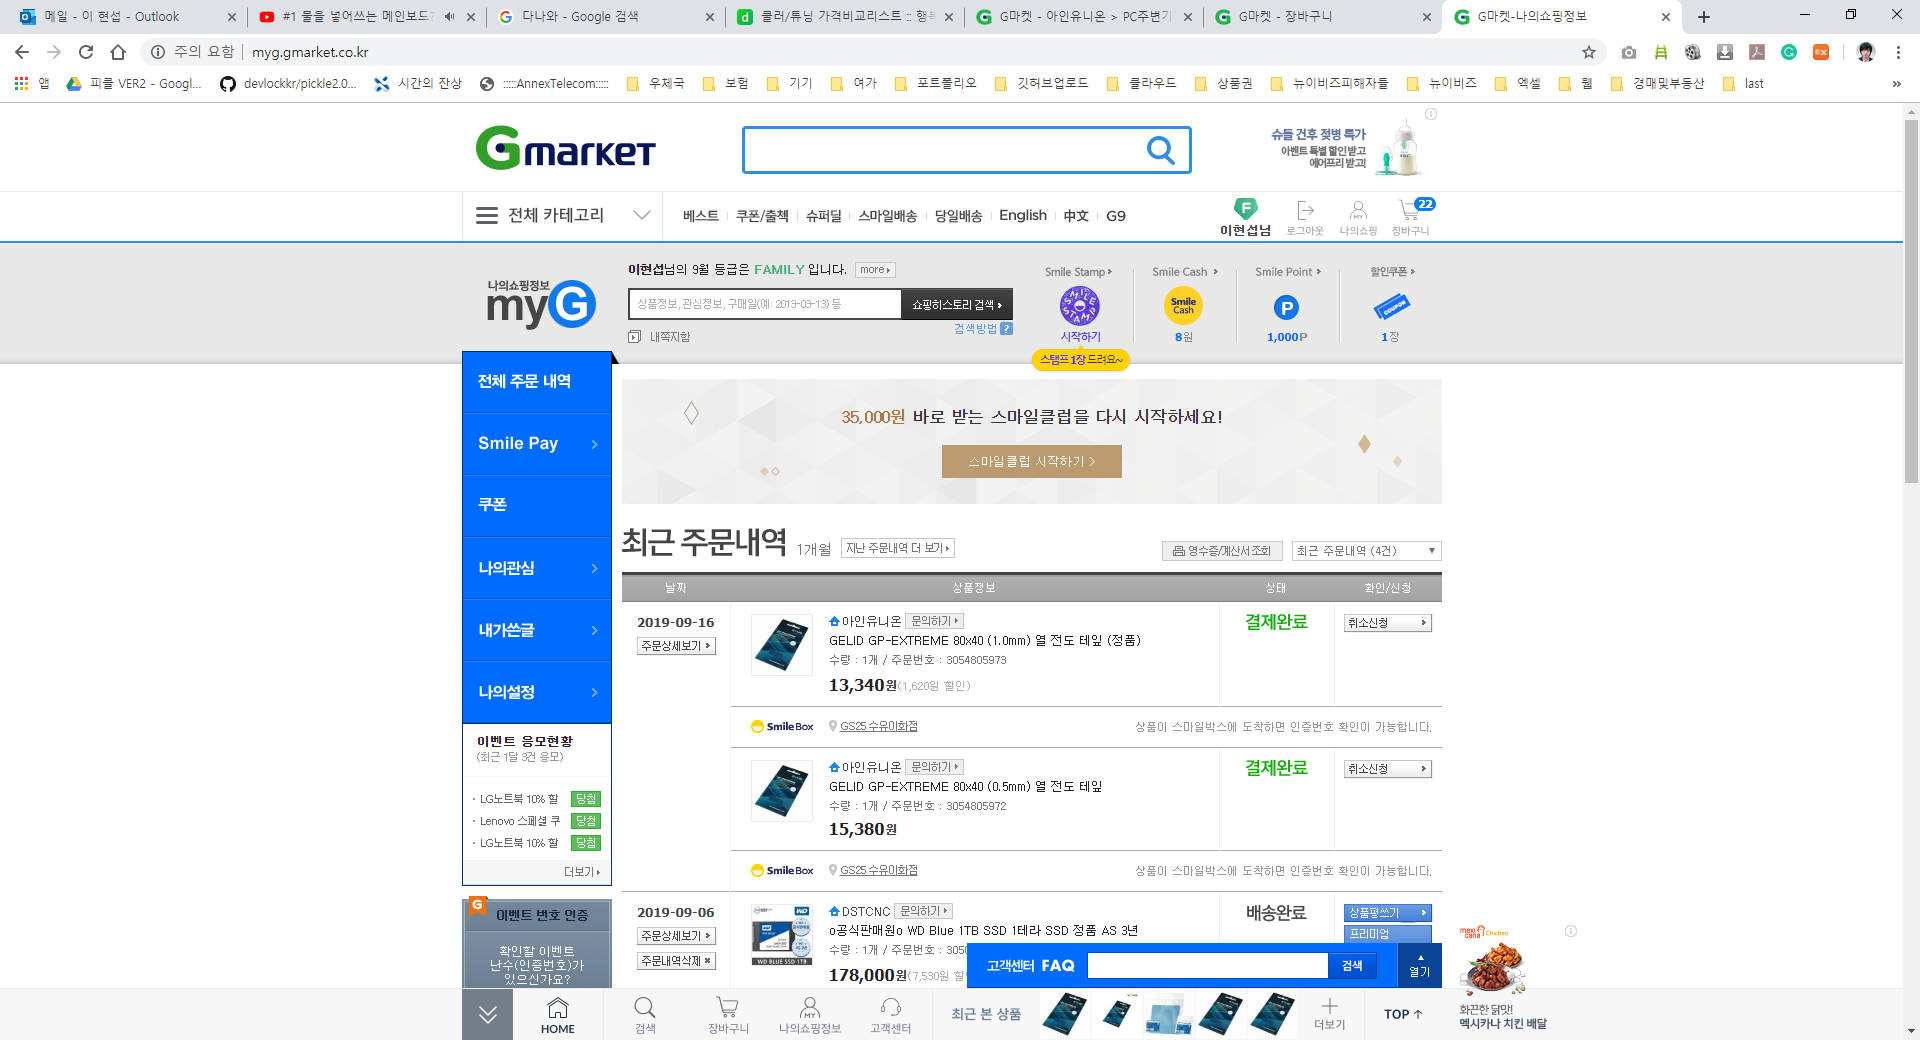 메일 - 이 현섭 - Outlook
#1 물을 넣어쓰는 메인보드?
다나와 - Google 검색
쿨러/튜닝 가격비교리스트 :: 행복
G마켓 - 아인유니온 > PC주변기
G마켓 - 장바구니
G마켓-나의쇼핑정보
주의 요함
myg.gmarket.co.kr
앱
피클 VER2 - Googl...
devlockkr/pickle2.0...
시간의 잔상
:::::AnnexTelecom:::::
우체국
보험
기기
여가
포트폴리오
깃허브업로드
클라우드
상품권
뉴이비즈피해자들
뉴이비즈
엑셀
웹
경매및부동산
last
Gmarket
슈들 건후 젖병 특가
아벤트 특별 할인 받고
에어프리 받고!
전체 카테고리
베스트
쿠폰/출첵
슈퍼딜
스마일배송
당일배송
English
中文
G9
F
이현섭님
로그아웃
MY
나의쇼핑
22
장바구니
나의쇼핑정보
myG
이현섭님의 9월 등급은 FAMILY 입니다.
more
상품정보, 관심정보, 구매일(예: 2013-03-13) 등
쇼핑히스토리 검색
검색방법 ?
내쪽지함
Smile Stamp
SMILE STAMP
시작하기
스탬프 1장 드려요~
Smile Cash
Smile Cash
8원
Smile Point
P
1,000P
할인쿠폰
COUPON
1장
전체 주문 내역
Smile Pay
쿠폰
나의관심
내가쓴글
나의설정
35,000원 바로 받는 스마일클럽을 다시 시작하세요!
스마일클럽 시작하기 >
최근 주문내역
1개월
지난 주문내역 더 보기
영수증/계산서 조회
최근 주문내역 (4건)
날짜
상품정보
상태
확인/신청
2019-09-16
주문상세보기
아인유니온
문의하기
GELID GP-EXTREME 80x40 (1.0mm) 열 전도 테잎 (정품)
수량 : 1개 / 주문번호 : 3054805973
13,340원(1,620원 할인)
결제완료
취소신청
Smile Box
GS25 수유이화점
상품이 스마일박스에 도착하면 인증번호 확인이 가능합니다.
아인유니온
문의하기
GELID GP-EXTREME 80x40 (0.5mm) 열 전도 테잎
수량 : 1개 / 주문번호 : 3054805972
15,380원
결제완료
취소신청
Smile Box
GS25 수유이화점
상품이 스마일박스에 도착하면 인증번호 확인이 가능합니다.
2019-09-06
주문상세보기
주문내역삭제
WD
WD BLUE SSD 1TB
DSTCNC
문의하기
o공식판매원o WD Blue 1TB SSD 1테라 SSD 정품 AS 3년
수량 : 1개 / 주문번호 : 305
178,000원(7,530원 할
배송완료
상품평쓰기
프리미엄
이벤트 응모현황
(최근 1달 3건 응모)
LG노트북 10% 할
당첨
Lenovo 스페셜 쿠
당첨
LG노트북 10% 할
당첨
더보기
G
이벤트 번호 인증
확인할 이벤트
난수(인증번호)가
있으신가요?
고객센터 FAQ
검색
열기
mexicana Chicken
화끈한 닭맛!
멕시카나 치킨 배달
HOME
검색
장바구니
MY
나의쇼핑정보
고객센터
최근 본 상품
더보기
TOP